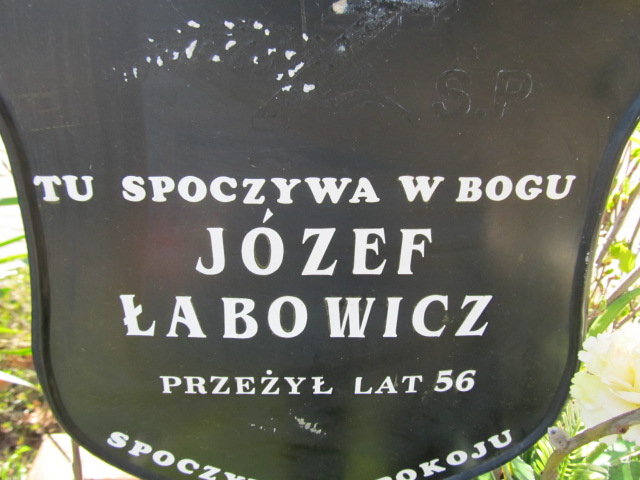 S.P
TU SPOCZYWA W BOGU
JÓZEF
ŁABOWICZ
PRZEŻYŁ LAT 56